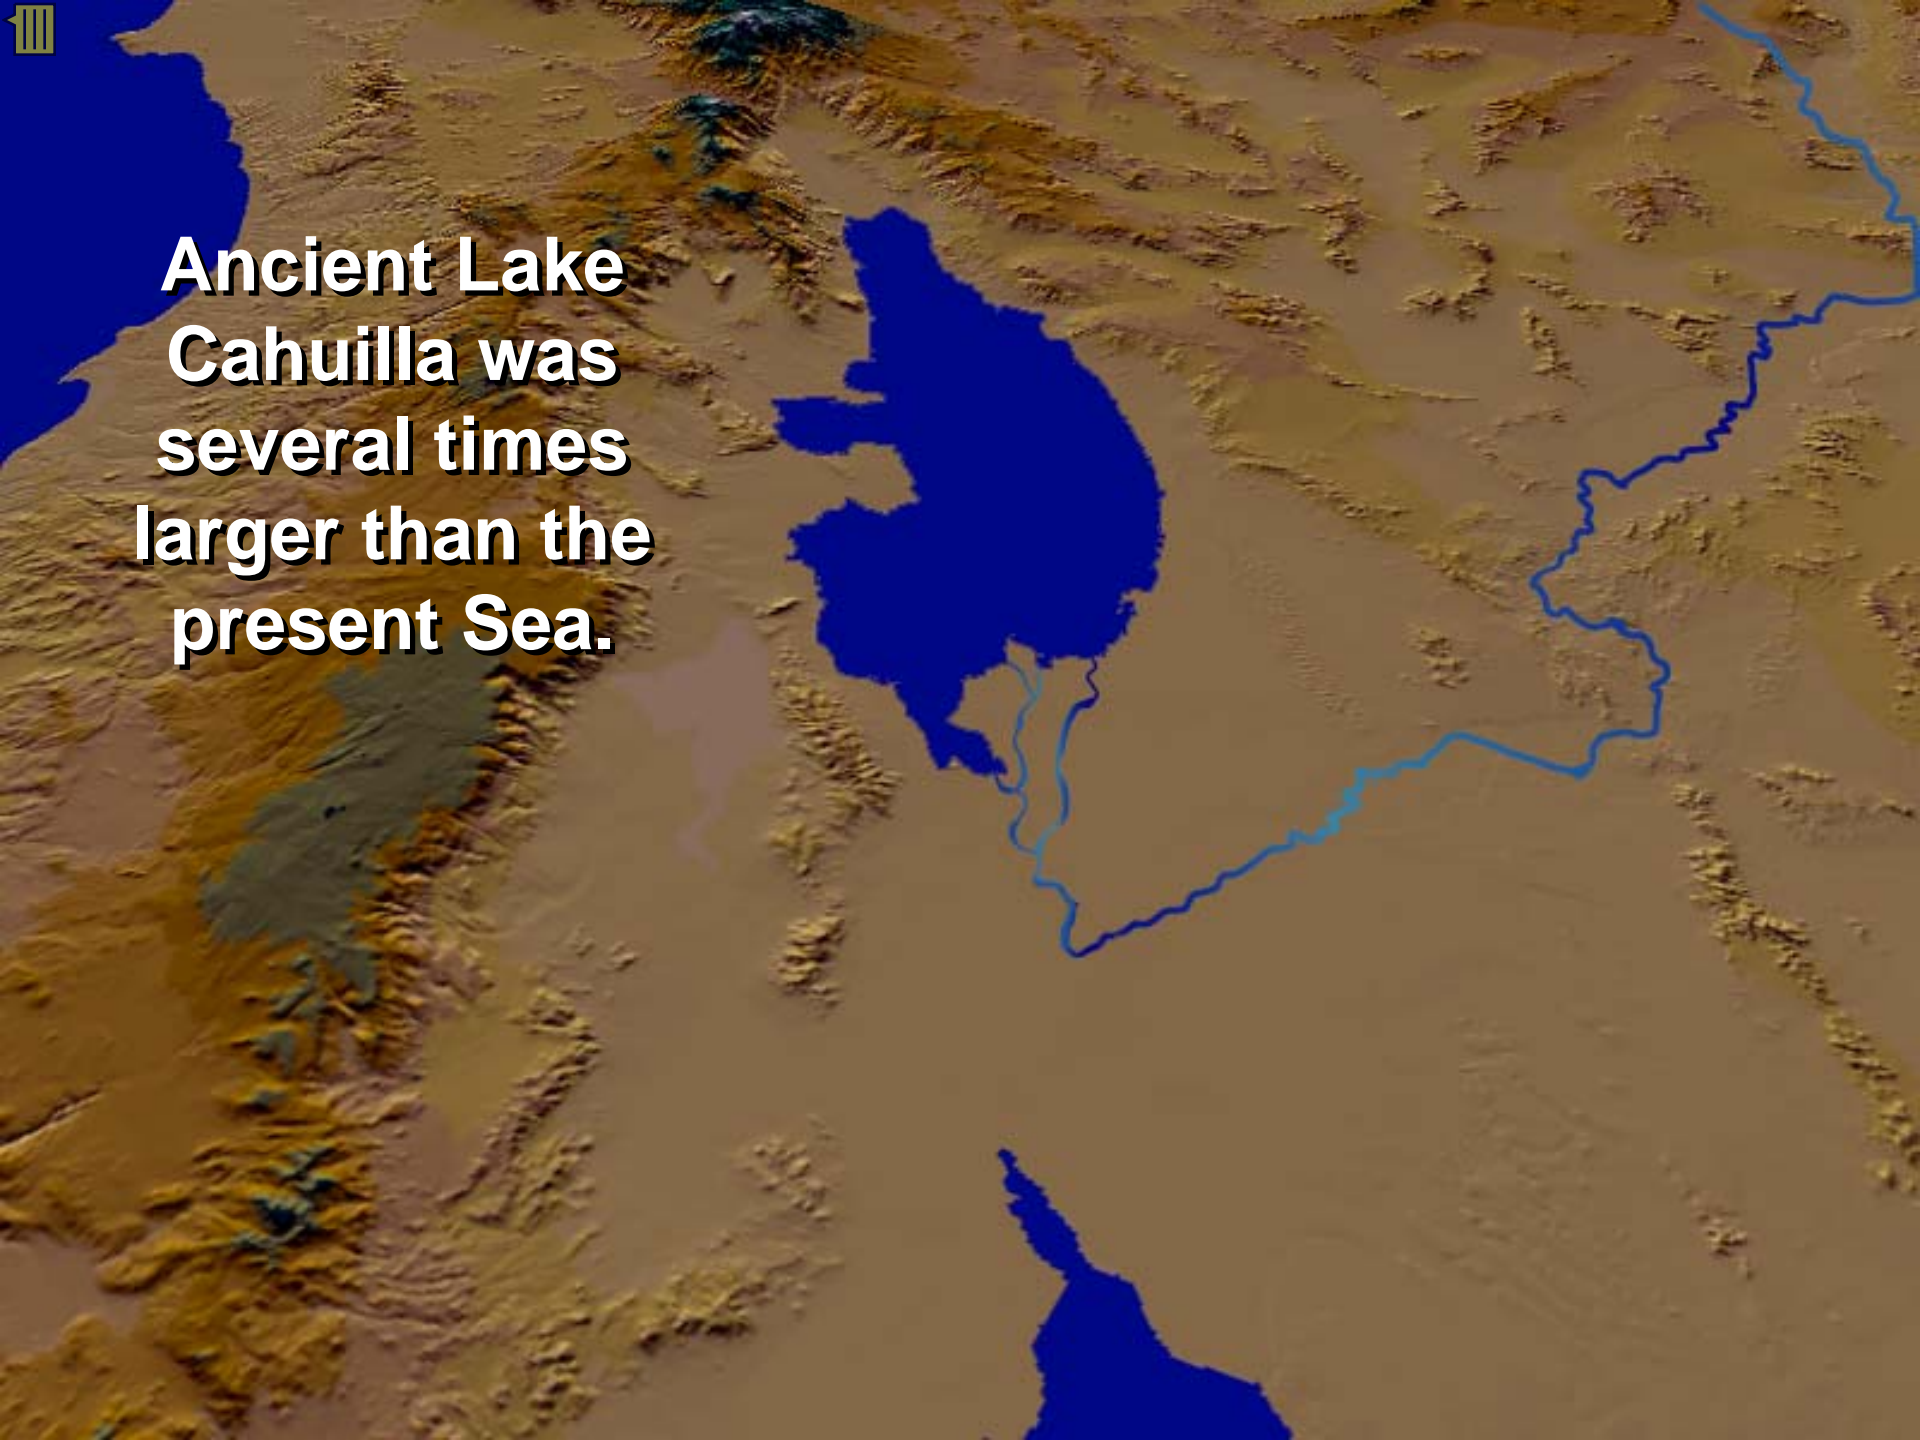 Ancient Lake
Cahuilla was
several times
larger than the
present Sea.